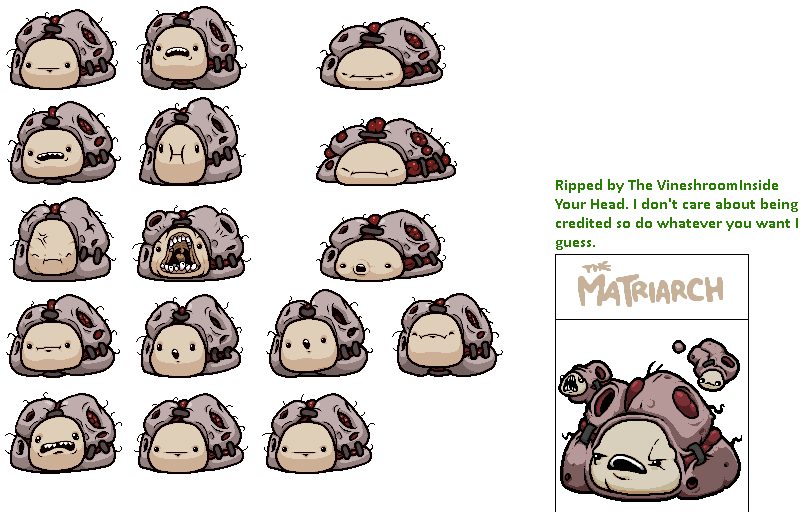 Ripped by The VineshroomInside
Your Head. I don't care about being
credited so do whatever you want I
guess.
THE
MATRIARCH